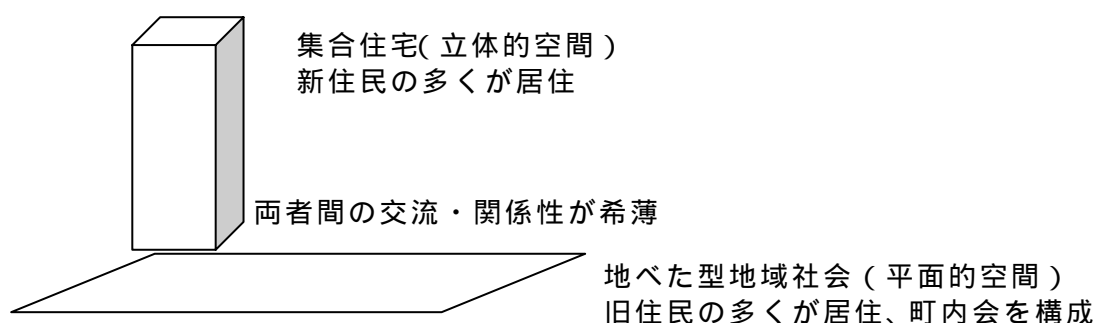 集合住宅（立体的空間）
新住民の多くが居住
両者間の交流・関係性が希薄
地べた型地域社会（平面的空間）
旧住民の多くが居住、町内会を構成